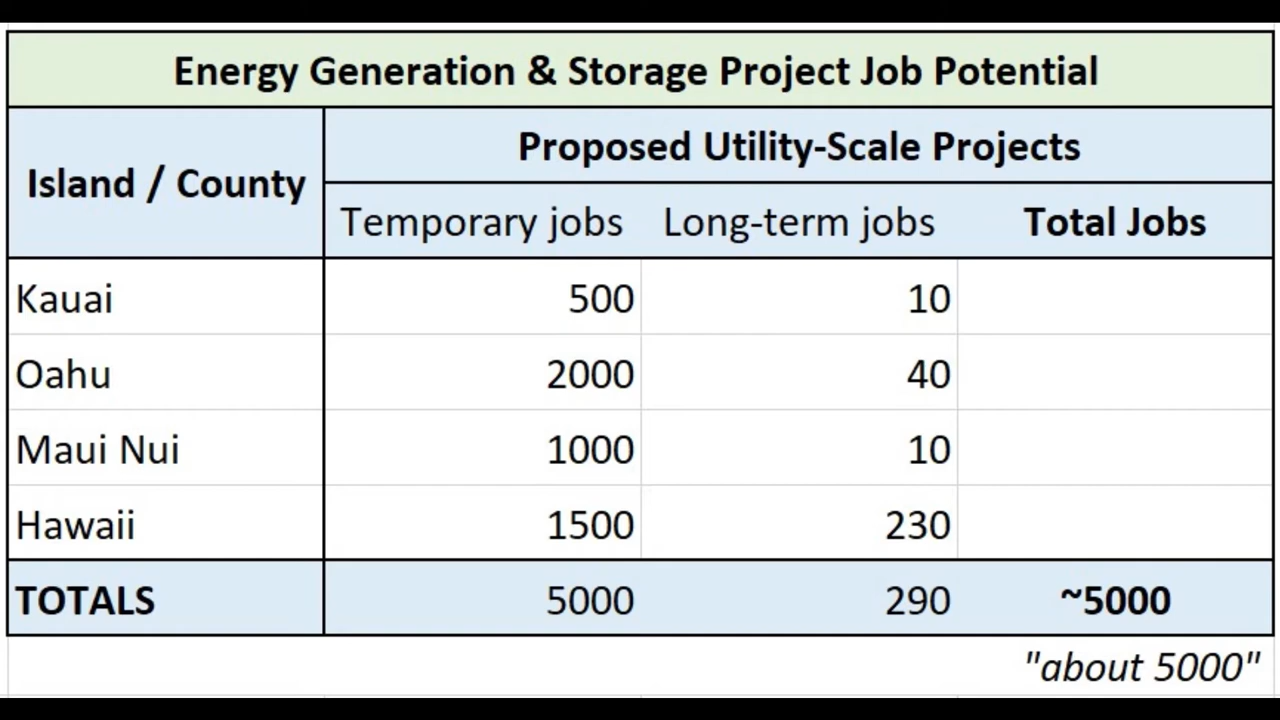 Energy Generation & Storage Project Job Potential
Island / County
Proposed Utility-Scale Projects
Temporary jobs Long-term jobs Total Jobs
Kauai 500 10
Oahu 2000 40
Maui Nui 1000 10
Hawaii 1500 230
TOTALS 5000 290 ~5000
"about 5000"